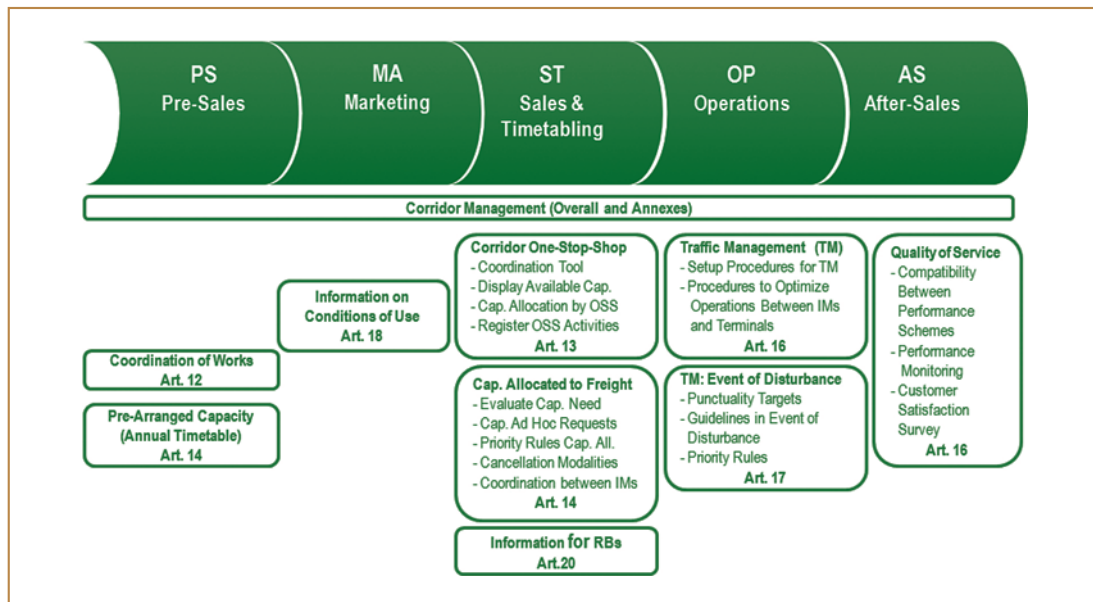 PS
Pre-Sales
MA
Marketing
ST
Sales &
Timetabling
OP
Operations
AS
After-Sales
Corridor Management (Overall and Annexes)
Coordination of Works
Art. 12
Pre-Arranged Capacity
(Annual Timetable)
Art. 14
Information on
Conditions of Use
Art. 18
Corridor One-Stop-Shop
- Coordination Tool
- Display Available Cap.
- Cap. Allocation by OSS
- Register OSS Activities
Art. 13
Cap. Allocated to Freight
- Evaluate Cap. Need
- Cap. Ad Hoc Requests
- Priority Rules Cap. All.
- Cancellation Modalities
- Coordination between IMs
Art. 14
Information for RBs
Art.20
Traffic Management (TM)
- Setup Procedures for TM
- Procedures to Optimize
Operations Between IMs
and Terminals
Art. 16
TM: Event of Disturbance
- Punctuality Targets
- Guidelines in Event of
Disturbance
- Priority Rules
Art. 17
Quality of Service
- Compatibility
Between
Performance
Schemes
- Performance
Monitoring
- Customer
Satisfaction
Survey
Art. 16